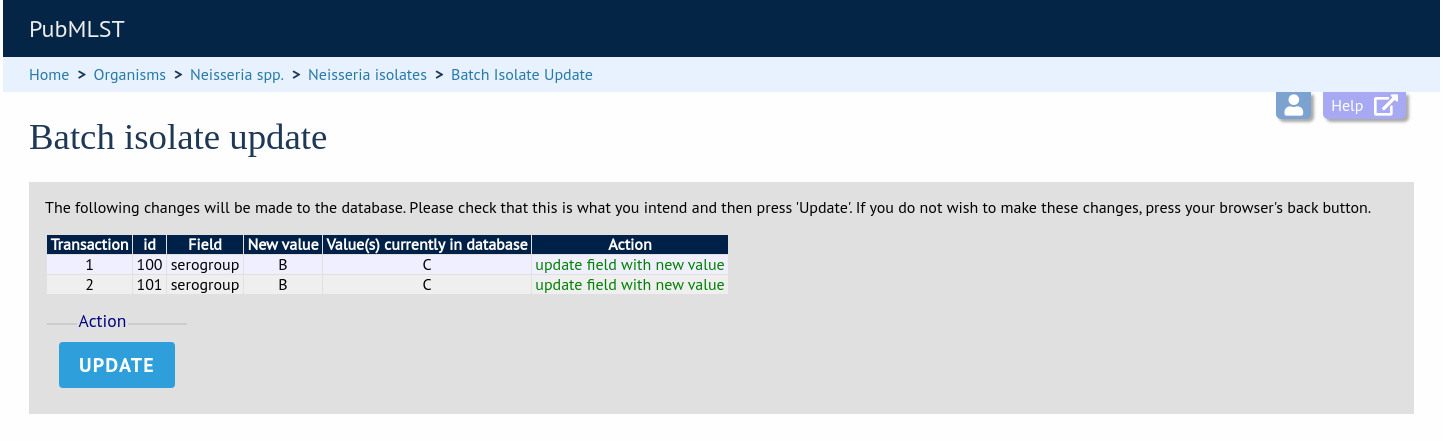 PubMLST
Home > Organisms > Neisseria spp. > Neisseria isolates > Batch Isolate Update
Help
Batch isolate update
The following changes will be made to the database. Please check that this is what you intend and then press 'Update'. If you do not wish to make these changes, press your browser's back button.
Transaction id Field New value Value(s) currently in database Action
1 100 serogroup B C update field with new value
2 101 serogroup B C update field with new value
Action
UPDATE